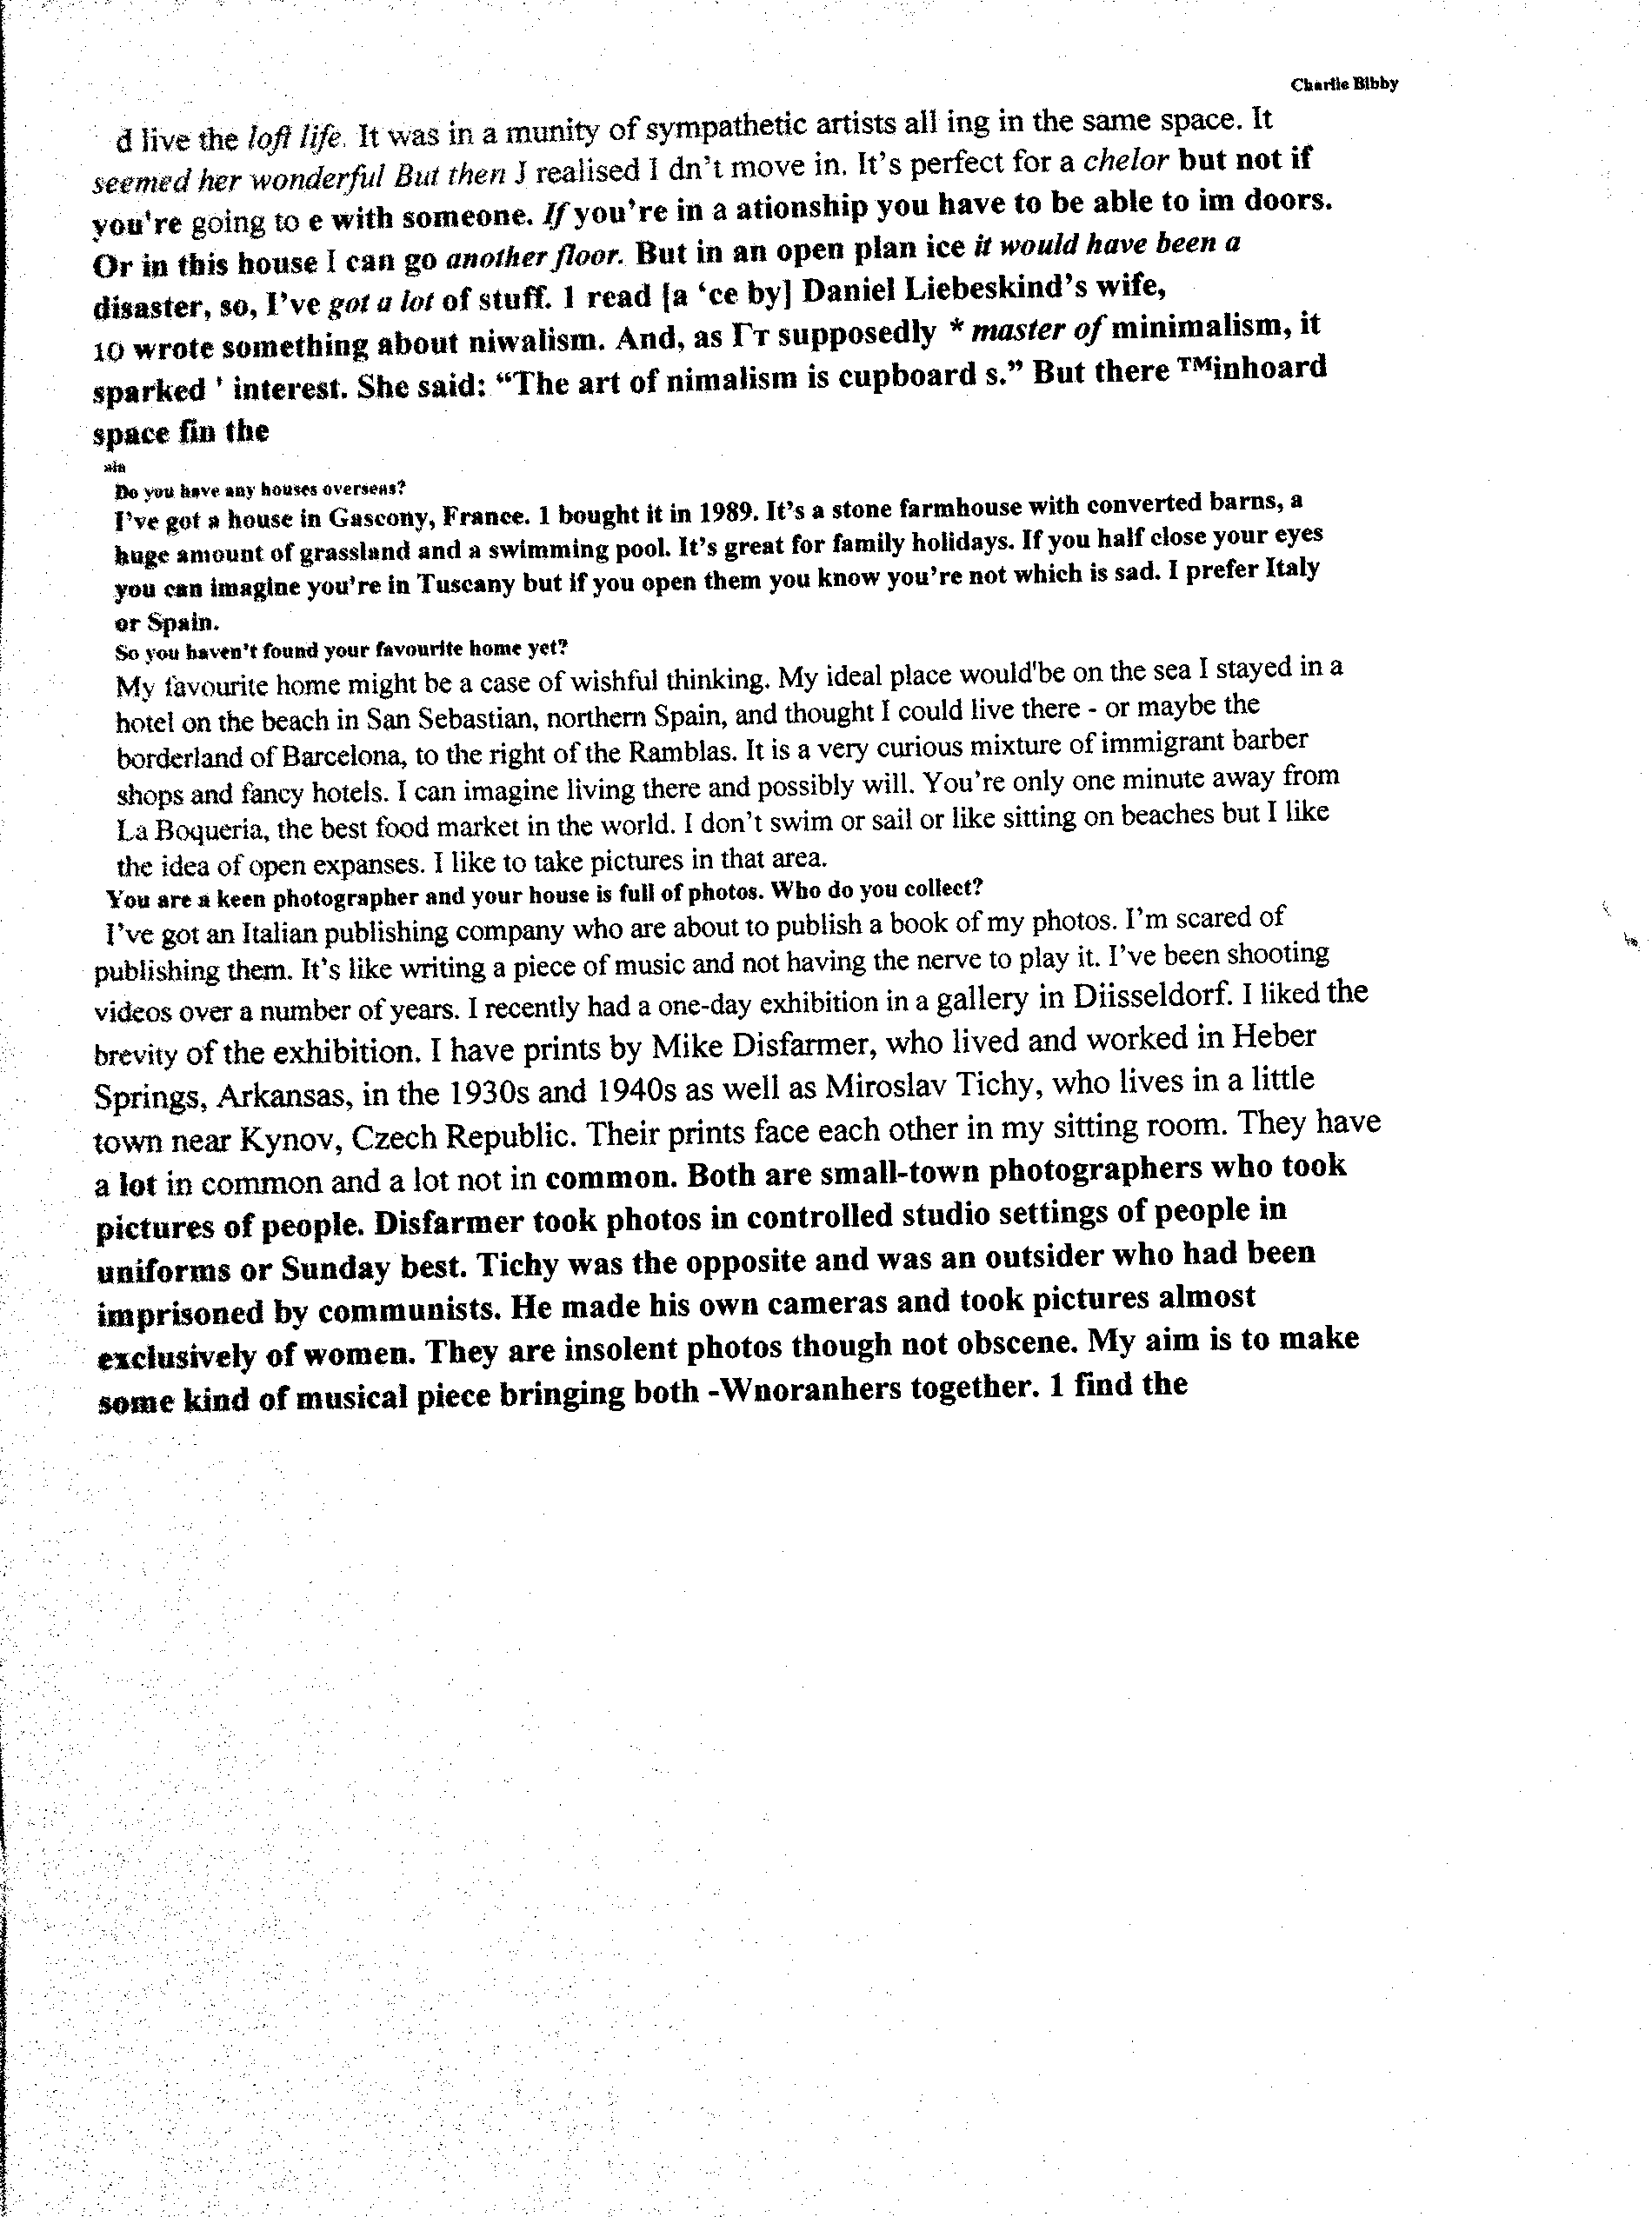 Charlie Bibby
d live the loft life. It was in a munity of sympathetic artists all ing in the same space. It
seemed her wonderful But then J realised I dn't move in. It's perfect for a chelor but not if
you're going to e with someone. If you're in a ationship you have to be able to im doors.
Or in this house I can go another floor. But in an open plan ice it would have been a
disaster, so, I've got a lot of stuff. 1 read [a 'ce by] Daniel Liebeskind's wife,
10 wrote something about niwalism. And, as Гт supposedly * master of minimalism, it
sparked ' interest. She said: “The art of nimalism is cupboard s.” But there ™inhoard
space fin the
ain
Do you have any houses overseas?
I've got a house in Gascony, France. 1 bought it in 1989. It's a stone farmhouse with converted barns, a
huge amount of grassland and a swimming pool. It's great for family holidays. If you half close your eyes
you can imagine you're in Tuscany but if you open them you know you're not which is sad. I prefer Italy
or Spain.
So you haven't found your favourite home yet?
My favourite home might be a case of wishful thinking. My ideal place would'be on the sea I stayed in a
hotel on the beach in San Sebastian, northern Spain, and thought I could live there - or maybe the
borderland of Barcelona, to the right of the Ramblas. It is a very curious mixture of immigrant barber
shops and fancy hotels. I can imagine living there and possibly will. You're only one minute away from
La Boqueria, the best food market in the world. I don't swim or sail or like sitting on beaches but I like
the idea of open expanses. I like to take pictures in that area.
You are a keen photographer and your house is full of photos. Who do you collect?
I've got an Italian publishing company who are about to publish a book of my photos. I'm scared of
publishing them. It's like writing a piece of music and not having the nerve to play it. I've been shooting
videos over a number of years. I recently had a one-day exhibition in a gallery in Diisseldorf. I liked the
brevity of the exhibition. I have prints by Mike Disfarmer, who lived and worked in Heber
Springs, Arkansas, in the 1930s and 1940s as well as Miroslav Tichy, who lives in a little
town near Kynov, Czech Republic. Their prints face each other in my sitting room. They have
a lot in common and a lot not in common. Both are small-town photographers who took
pictures of people. Disfarmer took photos in controlled studio settings of people in
uniforms or Sunday best. Tichy was the opposite and was an outsider who had been
imprisoned by communists. He made his own cameras and took pictures almost
exclusively of women. They are insolent photos though not obscene. My aim is to make
some kind of musical piece bringing both -Wnoranhers together. 1 find the